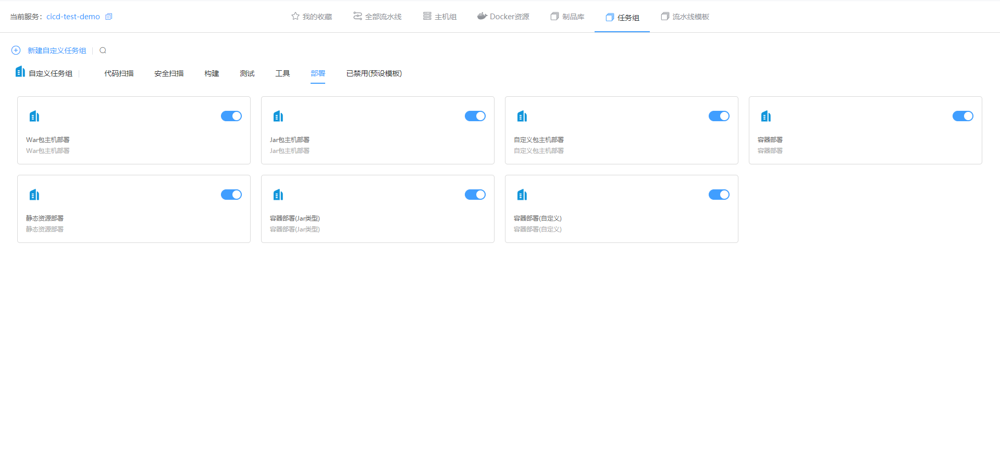 当前服务：cicd-test-demo
我的收藏 全部流水线 主机组 Docker资源 制品库 任务组 流水线模板
新建自定义任务组
自定义任务组 代码扫描 安全扫描 构建 测试 工具 部署 已禁用(预设模板)
War包主机部署
War包主机部署
Jar包主机部署
Jar包主机部署
自定义包主机部署
自定义包主机部署
容器部署
容器部署
静态资源部署
静态资源部署
容器部署(Jar类型)
容器部署(Jar类型)
容器部署(自定义)
容器部署(自定义)